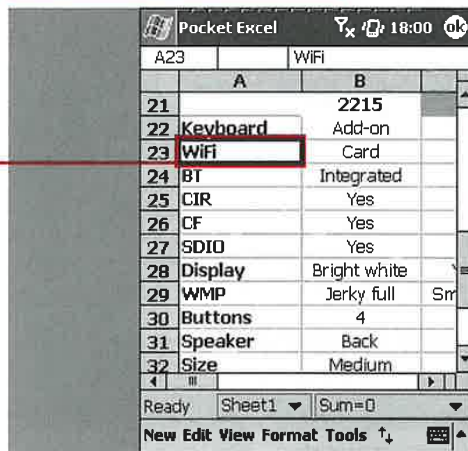 Pocket Excel 18:00 ok
A23 WiFi
A B
21 2215
22 Keyboard Add-on
23 WiFi Card
24 BT Integrated
25 CIR Yes
26 CF Yes
27 SDIO Yes
28 Display Bright white
29 WMP Jerky full Sm
30 Buttons 4
31 Speaker Back
32 Size Medium
Ready Sheet1 Sum=0
New Edit View Format Tools